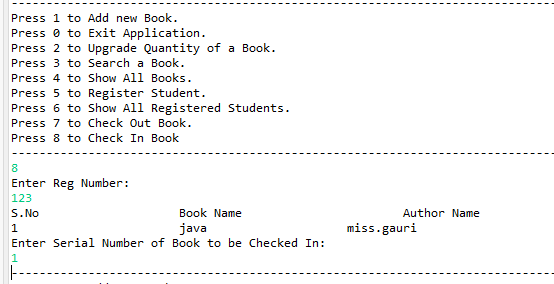 Press 1 to Add new Book.
Press 0 to Exit Application.
Press 2 to Upgrade Quantity of a Book.
Press 3 to Search a Book.
Press 4 to Show All Books.
Press 5 to Register Student.
Press 6 to Show All Registered Students.
Press 7 to Check Out Book.
Press 8 to Check In Book
8
Enter Reg Number:
123
S.No Book Name Author Name
1 java miss.gauri
Enter Serial Number of Book to be Checked In:
1